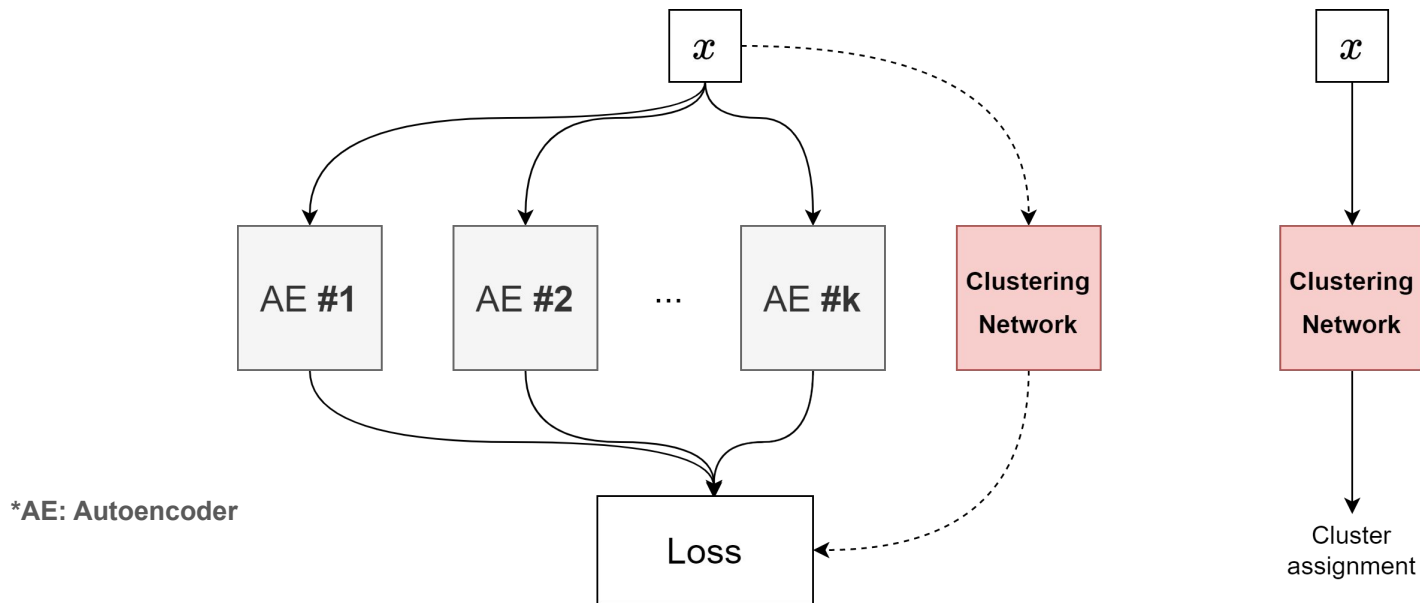 x
x
AE #1
AE #2
...
AE #k
Clustering
Network
Clustering
Network
*AE: Autoencoder
Loss
Cluster
assignment